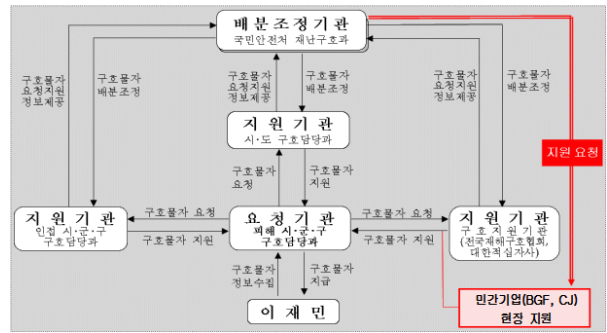 배분조정기관
국민안전처 재난구호과
구호물자
요청지원
정보제공
구호물자
배분조정
구호물자
요청지원
정보제공
구호물자
배분조정
구호물자
요청지원
정보제공
구호물자
배분조정
지원기관
시·도 구호담당과
지원 요청
구호물자
요청
구호물자
지원
지원기관
인접 시·군·구
구호담당과
구호물자 요청
구호물자 지원
요청기관
피해 시·군·구
구호담당과
구호물자 요청
구호물자 지원
지원기관
구호지원기관
(전국재해구호협회,
대한적십자사)
구호물자
정보수집
구호물자
지급
이재민
민간기업(BGF, CJ)
현장 지원